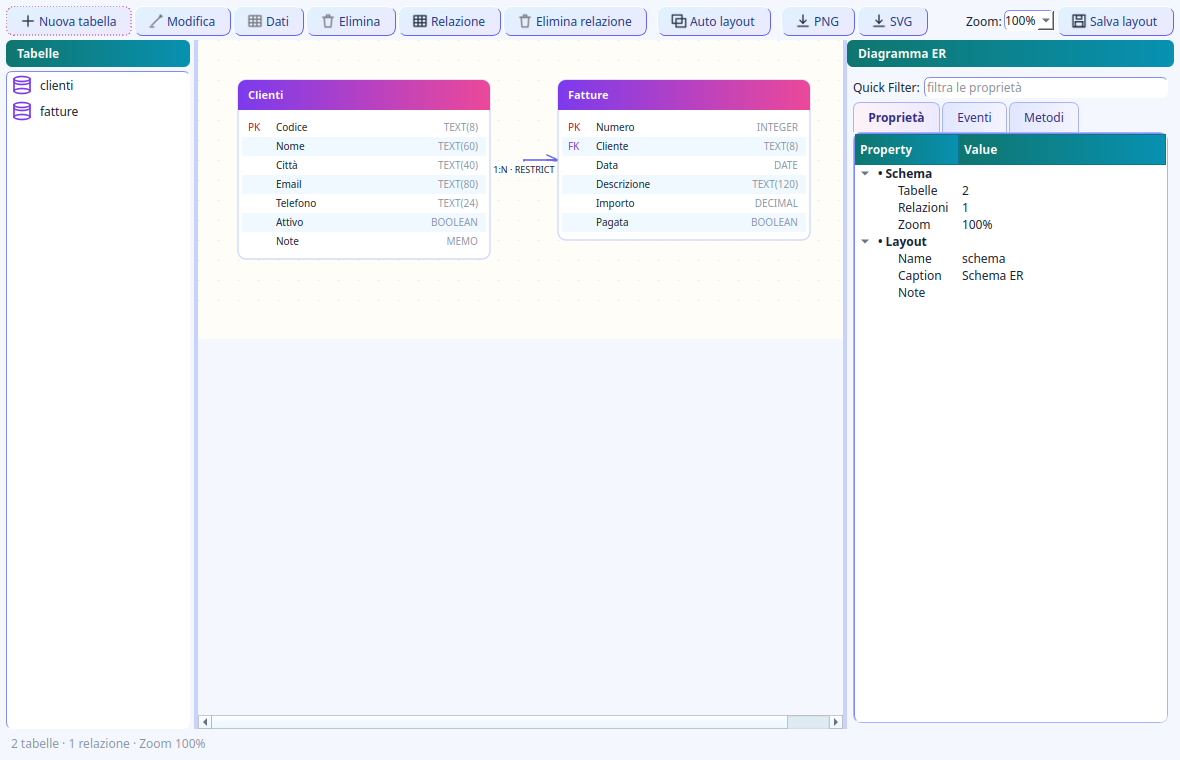 Nuova tabella Modifica Dati Elimina Relazione Elimina relazione Auto layout PNG SVG Zoom: 100% Salva layout
Tabelle
clienti
fatture
Clienti
PK Codice TEXT(8)
Nome TEXT(60)
Città TEXT(40)
Email TEXT(80)
Telefono TEXT(24)
Attivo BOOLEAN
Note MEMO
1:N · RESTRICT
Fatture
PK Numero INTEGER
FK Cliente TEXT(8)
Data DATE
Descrizione TEXT(120)
Importo DECIMAL
Pagata BOOLEAN
Diagramma ER
Quick Filter: filtra le proprietà
Proprietà Eventi Metodi
Property Value
• Schema
Tabelle 2
Relazioni 1
Zoom 100%
• Layout
Name schema
Caption Schema ER
Note
2 tabelle · 1 relazione · Zoom 100%